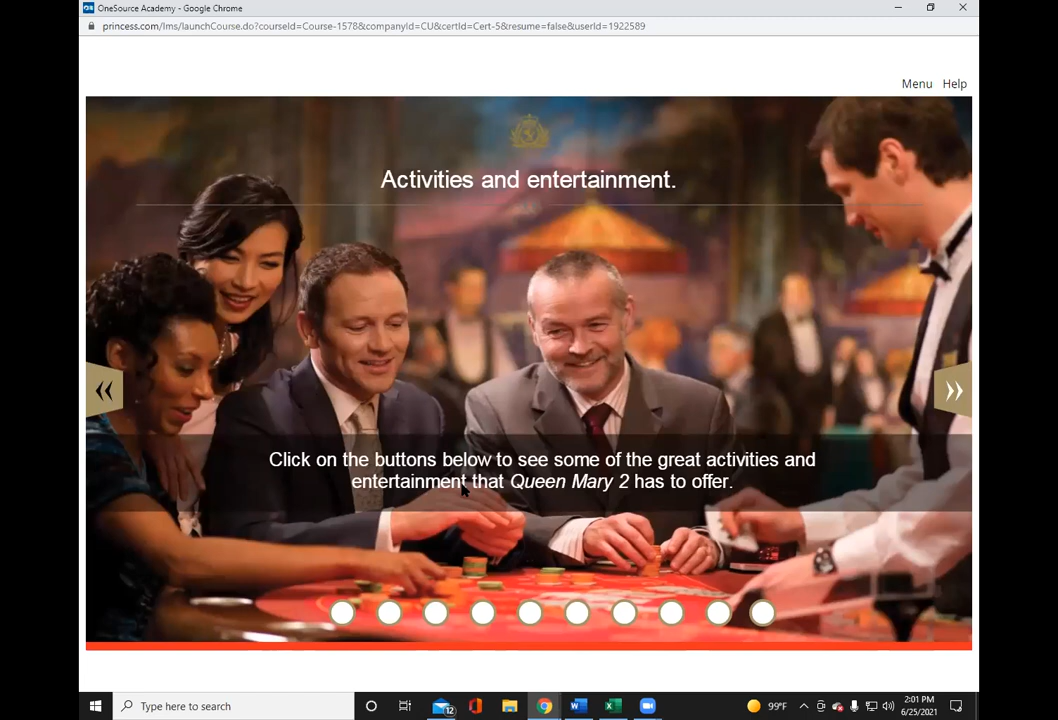 OneSource Academy - Google Chrome
princess.com/lms/launchCourse.do?courseId=Course-1578&companyId=CU&certId=Cert-5&resume=false&userId=1922589
Menu Help
Activities and entertainment.
Click on the buttons below to see some of the great activities and
entertainment that Queen Mary 2 has to offer.
Type here to search
12
99°F
2:01 PM
6/25/2021